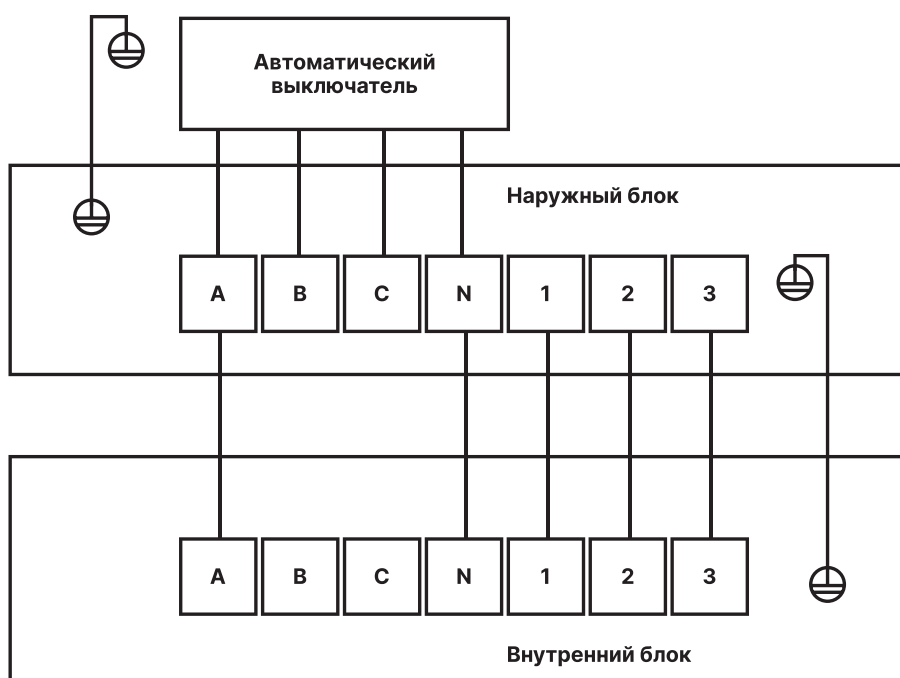 Автоматический
выключатель
Наружный блок
A B C N 1 2 3
A B C N 1 2 3
Внутренний блок